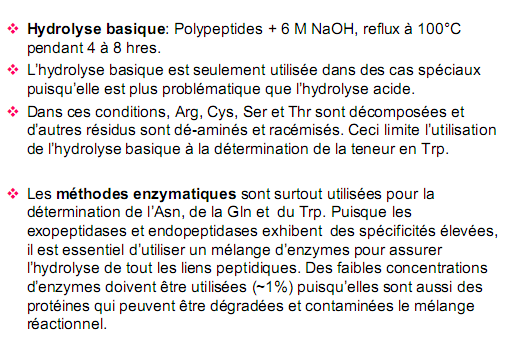 ❖ Hydrolyse basique: Polypeptides + 6 M NaOH, reflux à 100°C
pendant 4 à 8 hres.
❖ L'hydrolyse basique est seulement utilisée dans des cas spéciaux
puisqu'elle est plus problématique que l'hydrolyse acide.
❖ Dans ces conditions, Arg, Cys, Ser et Thr sont décomposées et
d'autres résidus sont dé-aminés et racémisés. Ceci limite l'utilisation
de l'hydrolyse basique à la détermination de la teneur en Trp.
❖ Les méthodes enzymatiques sont surtout utilisées pour la
détermination de l'Asn, de la Gln et du Trp. Puisque les
exopeptidases et endopeptidases exhibent des spécificités élevées,
il est essentiel d'utiliser un mélange d'enzymes pour assurer
l'hydrolyse de tout les liens peptidiques. Des faibles concentrations
d'enzymes doivent être utilisées (~1%) puisqu'elles sont aussi des
protéines qui peuvent être dégradées et contaminées le mélange
réactionnel.